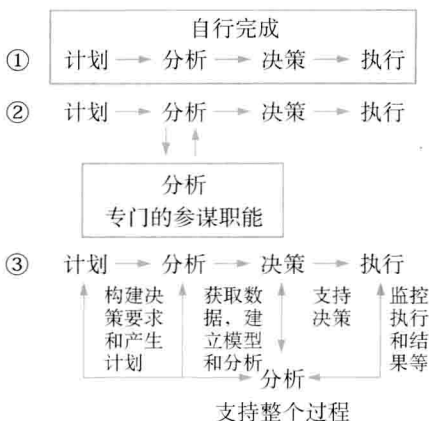 自行完成
① 计划 → 分析 → 决策 → 执行
② 计划 → 分析 → 决策 → 执行
分析
专门的参谋职能
③ 计划 → 分析 → 决策 → 执行
构建决
策要求
和产生
计划
获取数
据，建
立模型
和分析
支持
决策
监控
执行
和结
果等
分析
支持整个过程